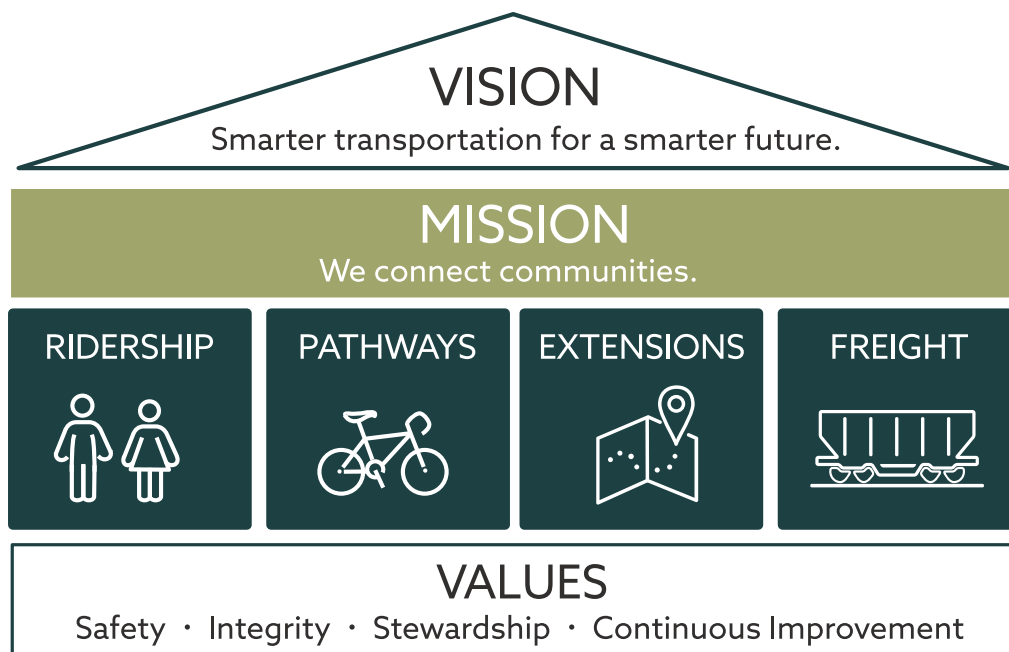 VISION
Smarter transportation for a smarter future.
MISSION
We connect communities.
RIDERSHIP
PATHWAYS
EXTENSIONS
FREIGHT
VALUES
Safety · Integrity · Stewardship · Continuous Improvement